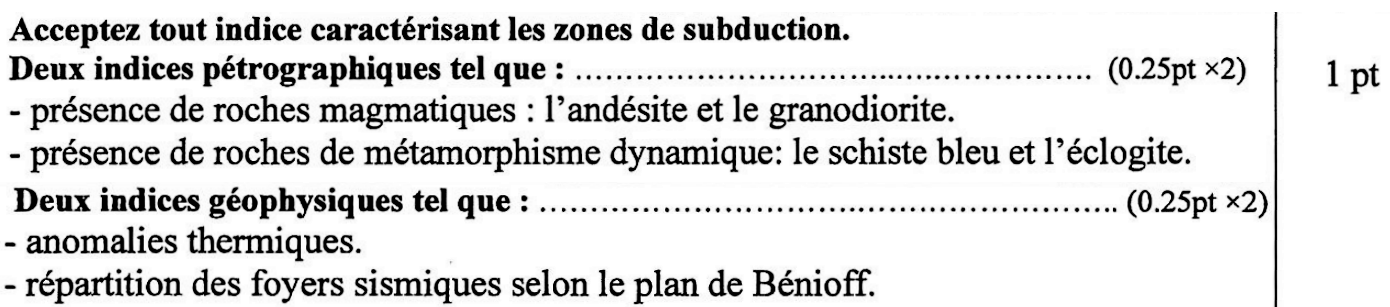 Acceptez tout indice caractérisant les zones de subduction.
Deux indices pétrographiques tel que : ........................................................ (0.25pt ×2) 1 pt
- présence de roches magmatiques : l’andésite et le granodiorite.
- présence de roches de métamorphisme dynamique: le schiste bleu et l’éclogite.
Deux indices géophysiques tel que : ............................................................. (0.25pt ×2)
- anomalies thermiques.
- répartition des foyers sismiques selon le plan de Bénioff.